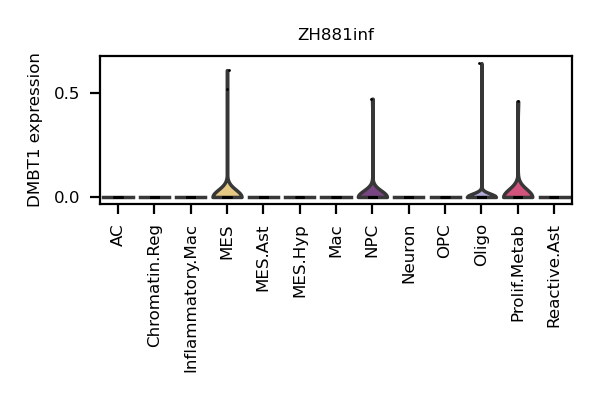 ZH881inf
DMBT1 expression
0.5
0.0
AC
Chromatin.Reg
Inflammatory.Mac
MES
MES.Ast
MES.Hyp
Mac
NPC
Neuron
OPC
Oligo
Prolif.Metab
Reactive.Ast